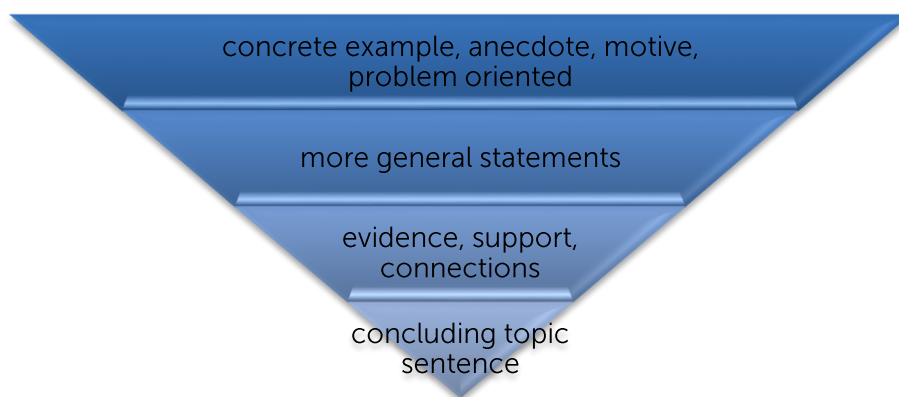 concrete example, anecdote, motive,
problem oriented
more general statements
evidence, support,
connections
concluding topic
sentence